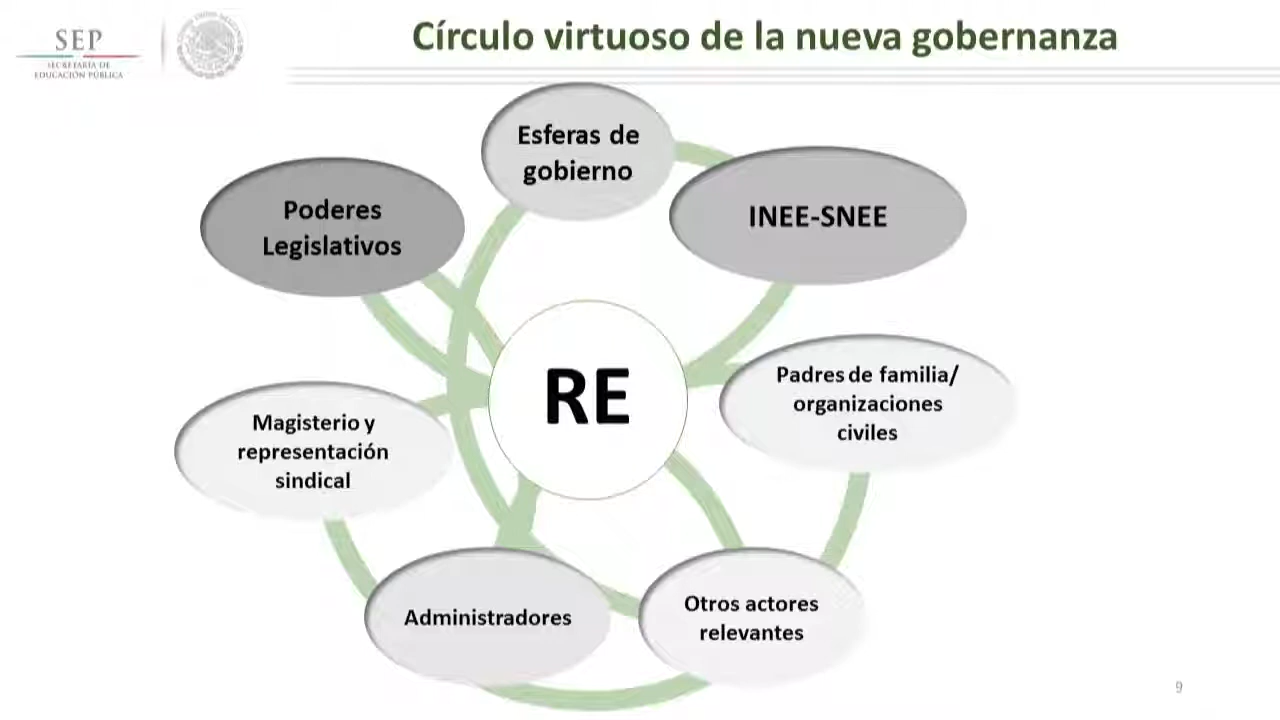 SEP
SECRETARÍA DE
EDUCACIÓN PÚBLICA
Círculo virtuoso de la nueva gobernanza
Esferas de
gobierno
Poderes
Legislativos
INEE-SNEE
RE
Padres de familia/
organizaciones
civiles
Magisterio y
representación
sindical
Administradores
Otros actores
relevantes
9